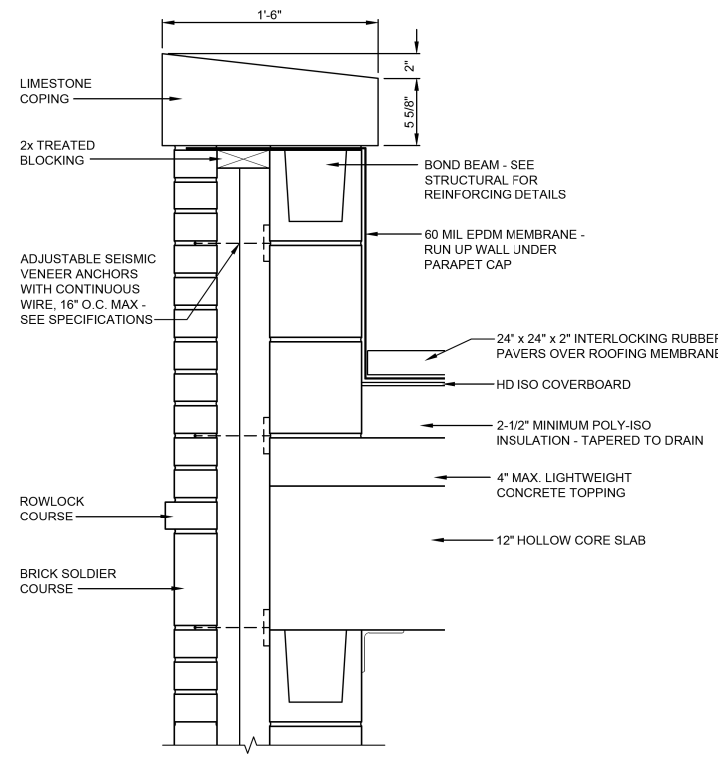 1'-6"
2"
5 5/8"
LIMESTONE
COPING
2x TREATED
BLOCKING
BOND BEAM - SEE
STRUCTURAL FOR
REINFORCING DETAILS
60 MIL EPDM MEMBRANE -
RUN UP WALL UNDER
PARAPET CAP
ADJUSTABLE SEISMIC
VENEER ANCHORS
WITH CONTINUOUS
WIRE, 16" O.C. MAX -
SEE SPECIFICATIONS
24" x 24" x 2" INTERLOCKING RUBBER
PAVERS OVER ROOFING MEMBRANE
HD ISO COVERBOARD
2-1/2" MINIMUM POLY-ISO
INSULATION - TAPERED TO DRAIN
4" MAX. LIGHTWEIGHT
CONCRETE TOPPING
ROWLOCK
COURSE
12" HOLLOW CORE SLAB
BRICK SOLDIER
COURSE